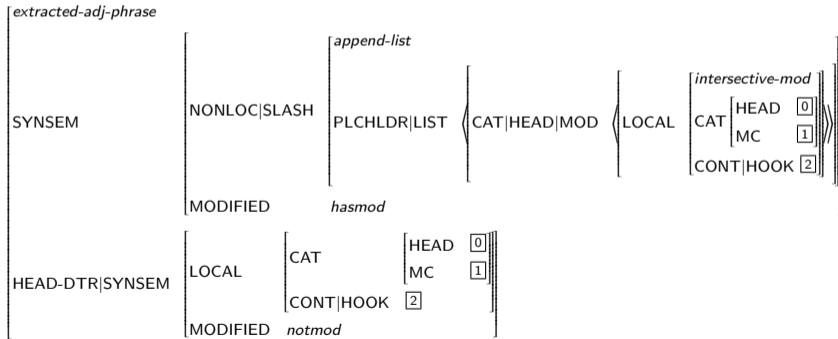 extracted-adj-phrase
append-list
intersective-mod
HEAD 0
NONLOC|SLASH
SYNSEM PLCHLDR|LIST ⟨ CAT|HEAD|MOD ⟨ LOCAL CAT ⟩⟩
MC 1
CONT|HOOK 2
MODIFIED hasmod
HEAD 0
CAT
LOCAL MC 1
HEAD-DTR|SYNSEM
CONT|HOOK 2
MODIFIED notmod